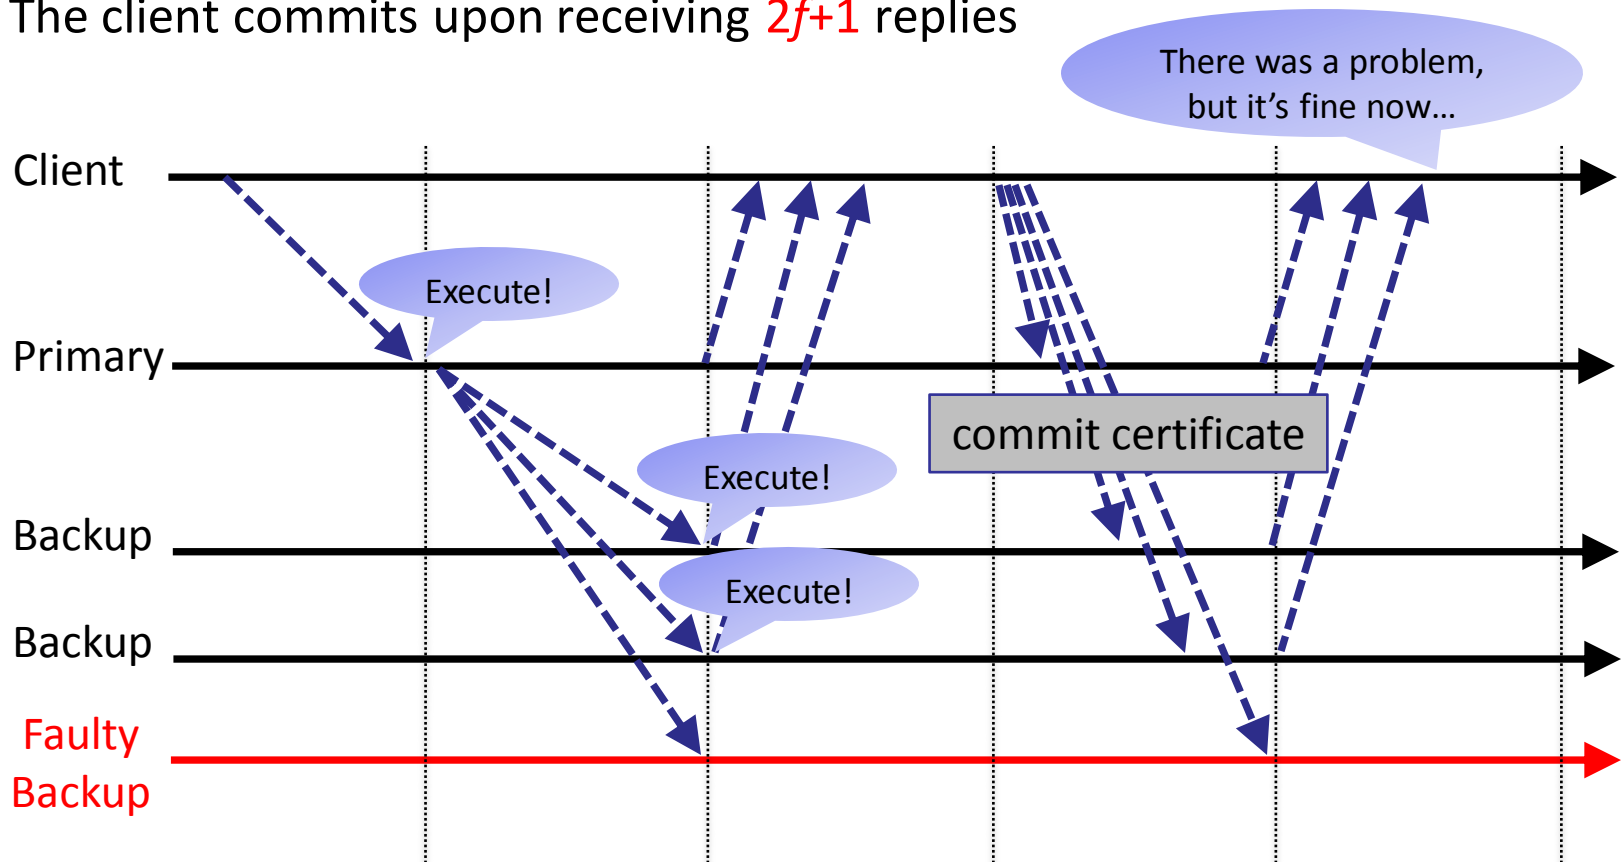 The client commits upon receiving 2f+1 replies
There was a problem,
but it’s fine now…
Client
Execute!
Primary
commit certificate
Execute!
Backup
Execute!
Backup
Faulty
Backup